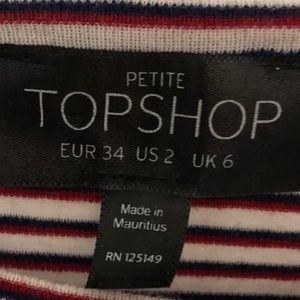 PETITE
TOPSHOP
EUR 34 US 2 UK 6
Made in
Mauritius
RN 125149